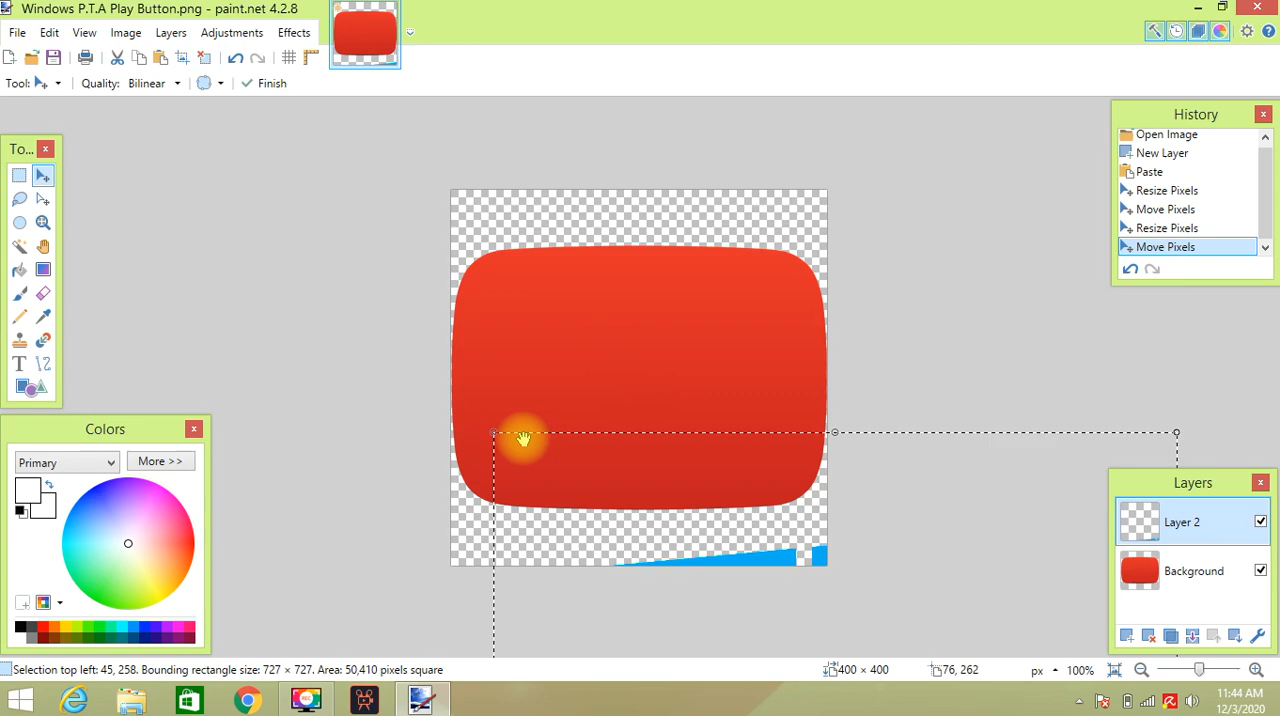 Windows P.T.A Play Button.png - paint.net 4.2.8
File Edit View Image Layers Adjustments Effects
Tool: Quality: Bilinear Finish
To...
History
Open Image
New Layer
Paste
Resize Pixels
Move Pixels
Resize Pixels
Move Pixels
Colors
Primary
More >>
Layers
Layer 2
Background
Selection top left: 45, 258. Bounding rectangle size: 727 × 727. Area: 50,410 pixels square
400 × 400
76, 262
px
100%
REC
11:44 AM
12/3/2020